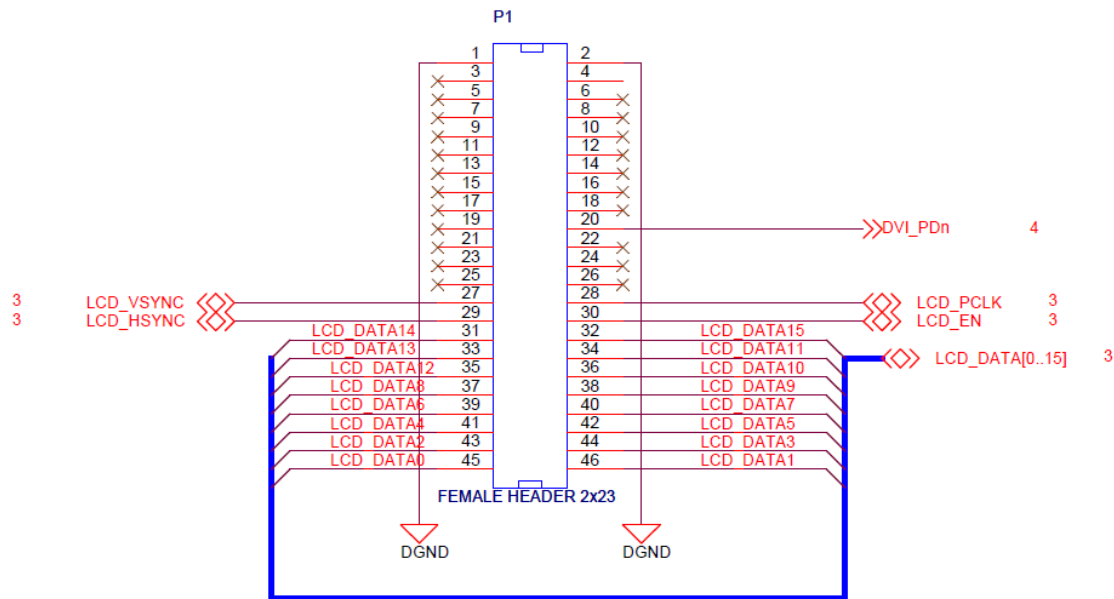 P1
1 2
3 4
5 6
7 8
9 10
11 12
13 14
15 16
17 18
19 20 DVI_PDn 4
21 22
23 24
25 26
3 LCD_VSYNC 27 28 LCD_PCLK 3
3 LCD_HSYNC 29 30 LCD_EN 3
LCD_DATA14 31 32 LCD_DATA15
LCD_DATA13 33 34 LCD_DATA11 LCD_DATA[0..15] 3
LCD_DATA12 35 36 LCD_DATA10
LCD_DATA8 37 38 LCD_DATA9
LCD_DATA6 39 40 LCD_DATA7
LCD_DATA4 41 42 LCD_DATA5
LCD_DATA2 43 44 LCD_DATA3
LCD_DATA0 45 46 LCD_DATA1
FEMALE HEADER 2x23
DGND DGND